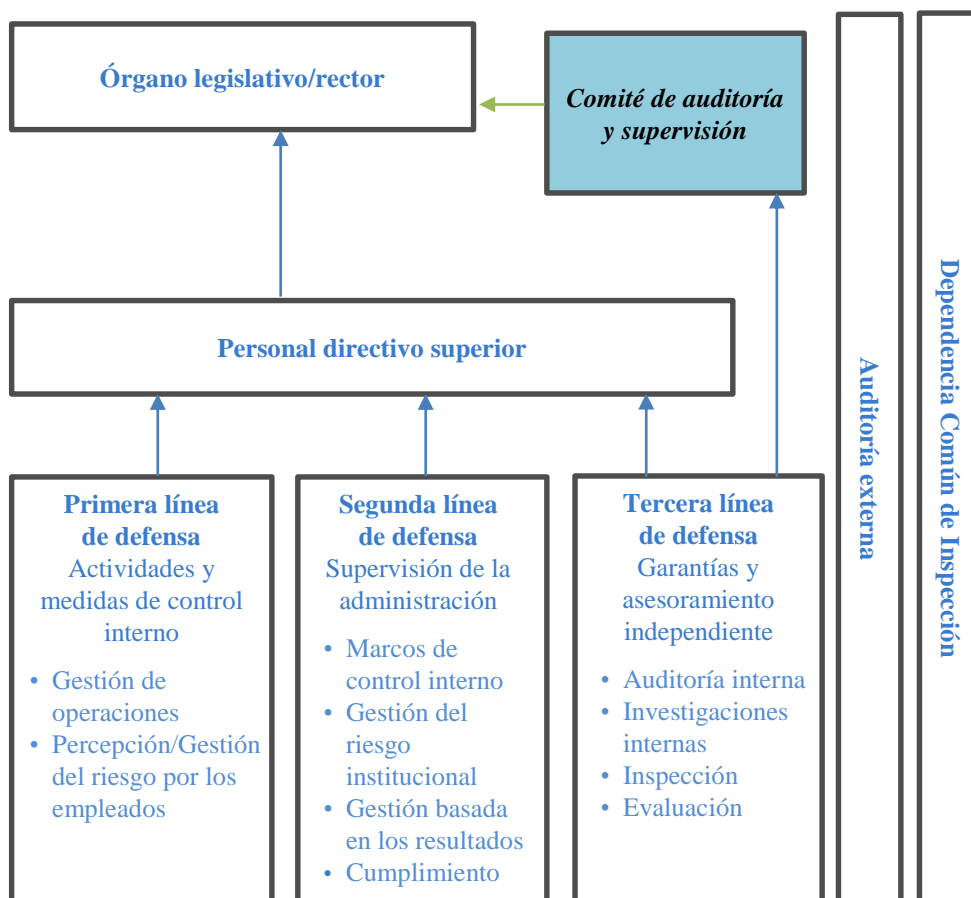 Órgano legislativo/rector
Comité de auditoría
y supervisión
Personal directivo superior
Primera línea
de defensa
Actividades y
medidas de control
interno
• Gestión de
operaciones
• Percepción/Gestión
del riesgo por los
empleados
Segunda línea
de defensa
Supervisión de la
administración
• Marcos de
control interno
• Gestión del
riesgo
institucional
• Gestión basada
en los resultados
• Cumplimiento
Tercera línea
de defensa
Garantías y
asesoramiento
independiente
• Auditoría interna
• Investigaciones
internas
• Inspección
• Evaluación
Auditoría externa
Dependencia Común de Inspección